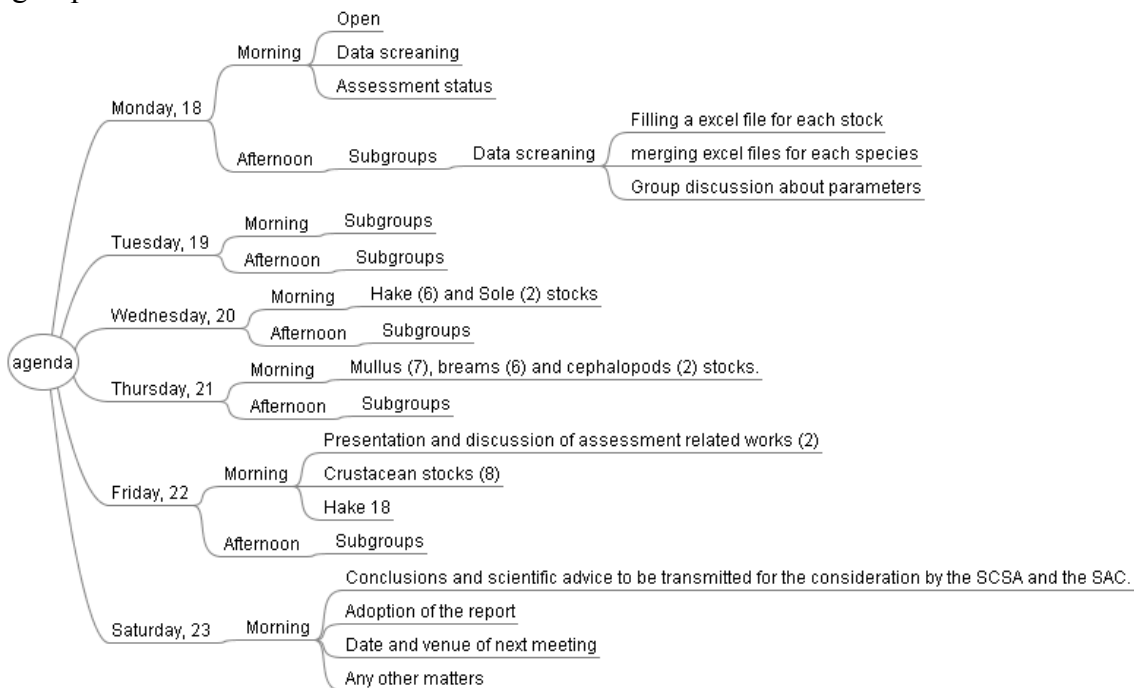 Open
Morning
Data screaning
Assessment status
Monday, 18
Filling a excel file for each stock
Afternoon
Subgroups
Data screaning
merging excel files for each species
Group discussion about parameters
Tuesday, 19
Morning
Subgroups
Afternoon
Subgroups
Wednesday, 20
Morning
Hake (6) and Sole (2) stocks
Afternoon
Subgroups
agenda
Thursday, 21
Morning
Mullus (7), breams (6) and cephalopods (2) stocks.
Afternoon
Subgroups
Friday, 22
Morning
Presentation and discussion of assessment related works (2)
Crustacean stocks (8)
Hake 18
Afternoon
Subgroups
Saturday, 23
Morning
Conclusions and scientific advice to be transmitted for the consideration by the SCSA and the SAC.
Adoption of the report
Date and venue of next meeting
Any other matters